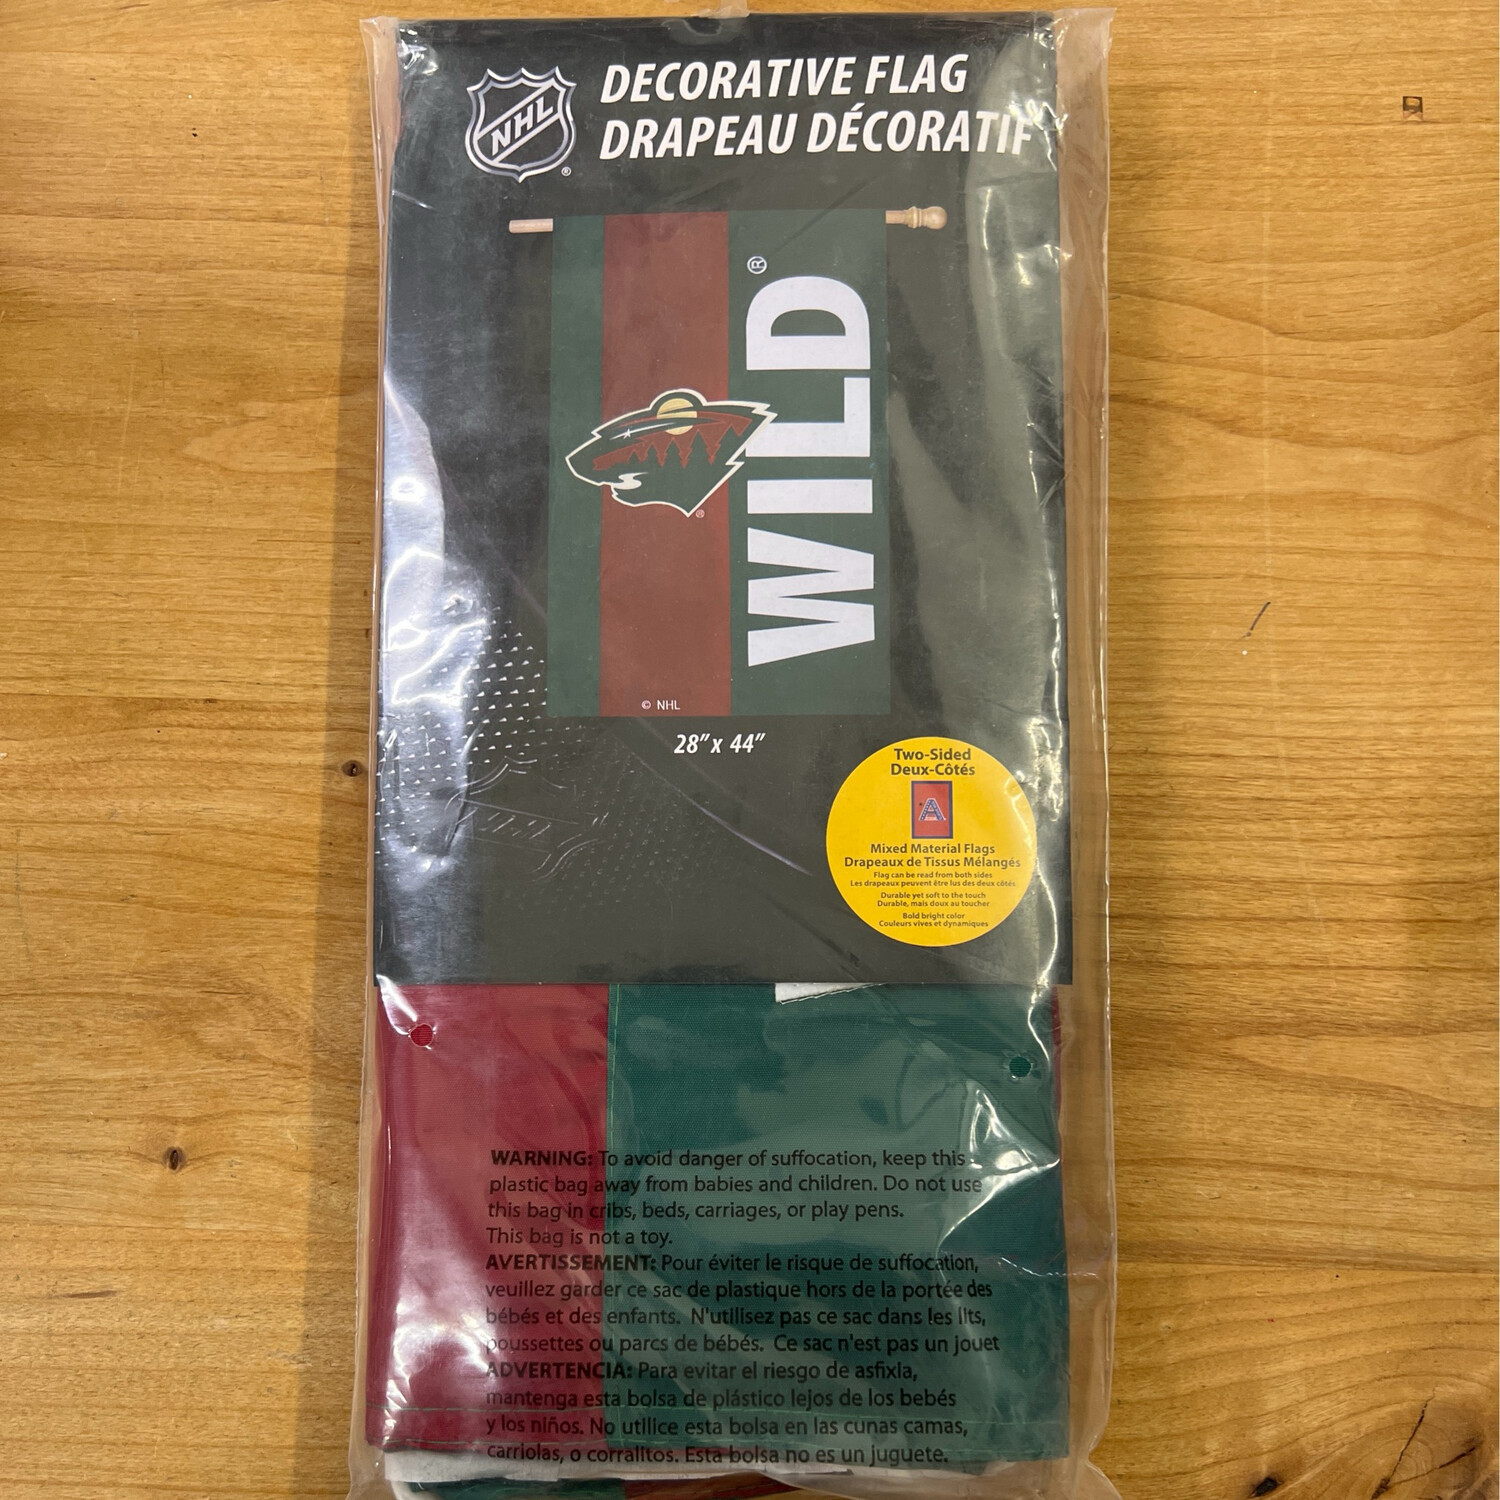 NHL
®
DECORATIVE FLAG
DRAPEAU DÉCORATIF
WILD®
®
© NHL
28" x 44"
Two-Sided
Deux-Côtés
A
Mixed Material Flags
Drapeaux de Tissus Mélangés
Flag can be read from both sides
Les drapeaux peuvent être lus des deux côtés
Durable yet soft to the touch
Durable, mais doux au toucher
Bold bright color
Couleurs vives et dynamiques
WARNING: To avoid danger of suffocation, keep this
plastic bag away from babies and children. Do not use
this bag in cribs, beds, carriages, or play pens.
This bag is not a toy.
AVERTISSEMENT: Pour éviter le risque de suffocation,
veuillez garder ce sac de plastique hors de la portée des
bébés et des enfants. N'utilisez pas ce sac dans les lits,
poussettes ou parcs de bébés. Ce sac n'est pas un jouet
ADVERTENCIA: Para evitar el riesgo de asfixla,
mantenga esta bolsa de plástico lejos de los bebés
y los niños. No utilice esta bolsa en las cunas camas,
carriolas, o corralitos. Esta bolsa no es un juguete.